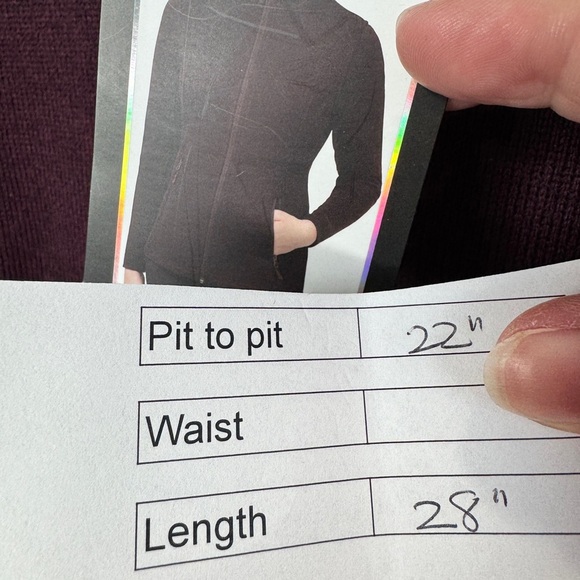 Pit to pit 22"
Waist
Length 28"